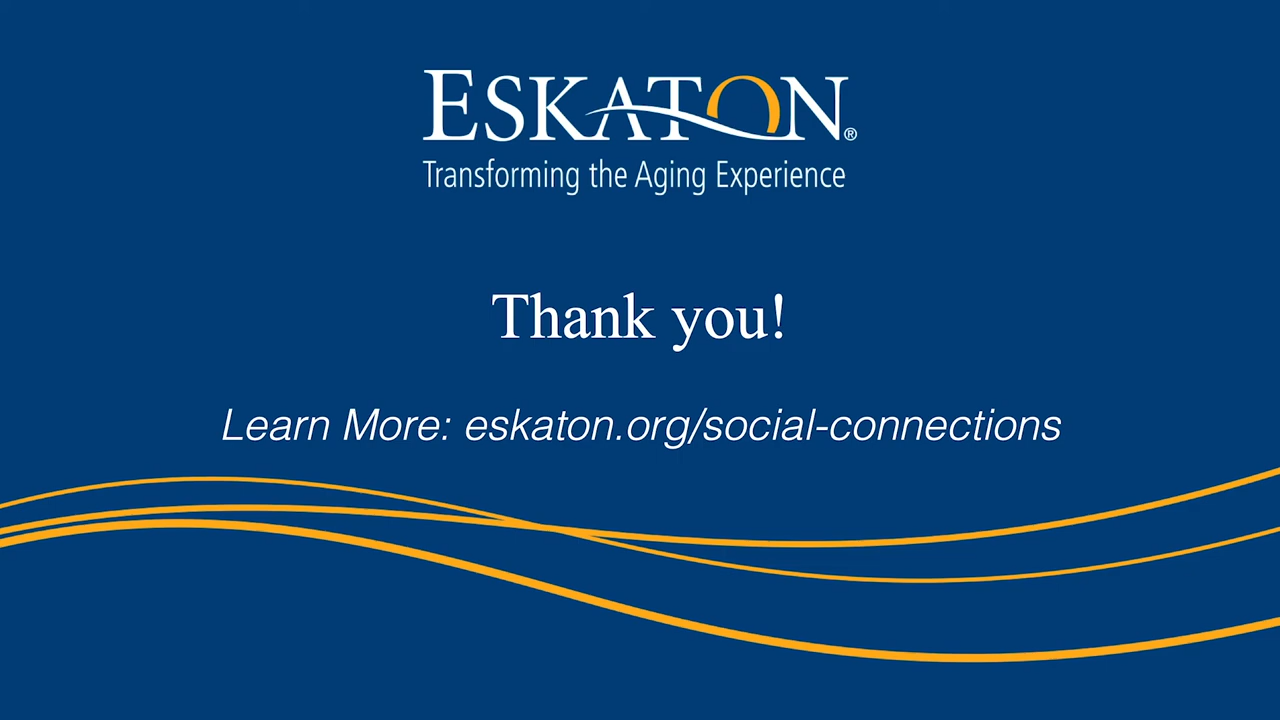 ESKATON®
Transforming the Aging Experience
Thank you!
Learn More: eskaton.org/social-connections